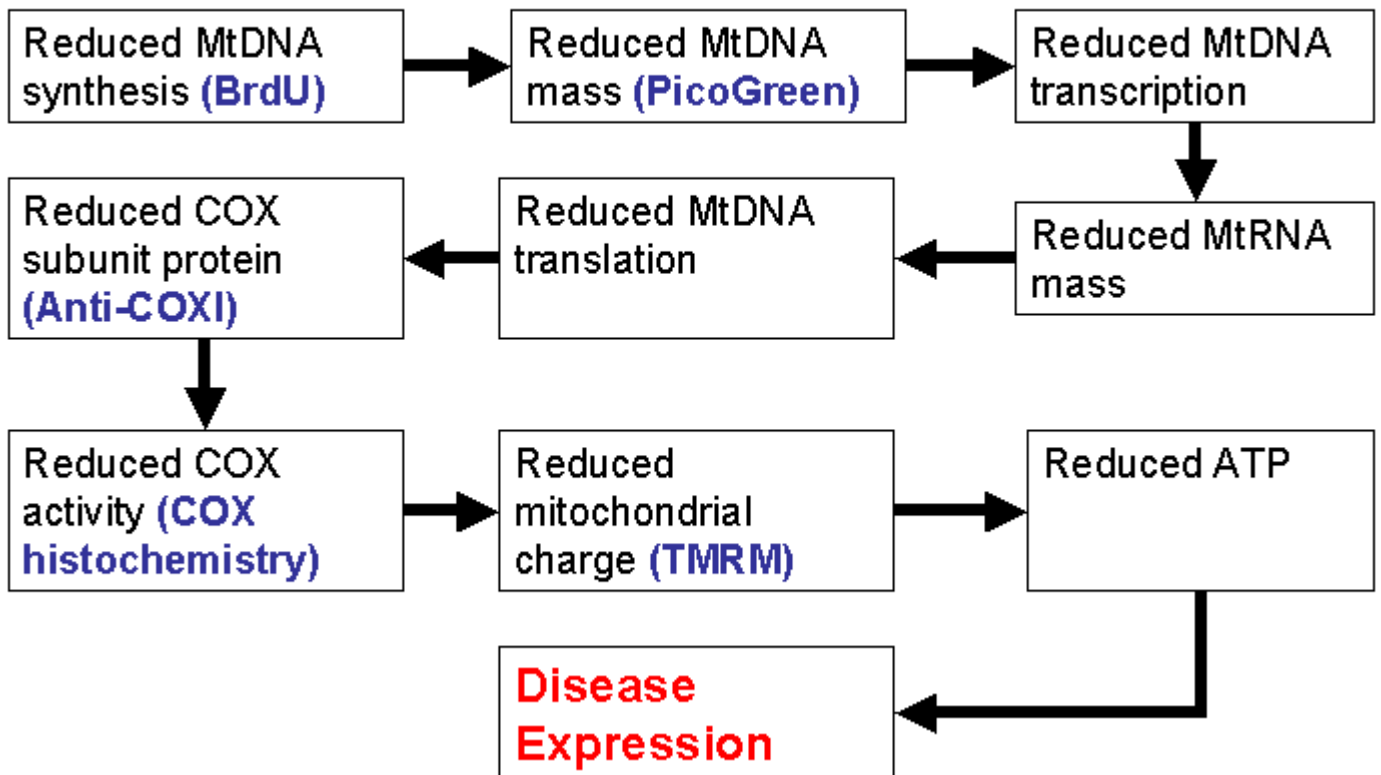 Reduced MtDNA
synthesis (BrdU)
Reduced MtDNA
mass (PicoGreen)
Reduced MtDNA
transcription
Reduced MtRNA
mass
Reduced MtDNA
translation
Reduced COX
subunit protein
(Anti-COXI)
Reduced COX
activity (COX
histochemistry)
Reduced
mitochondrial
charge (TMRM)
Reduced ATP
Disease
Expression